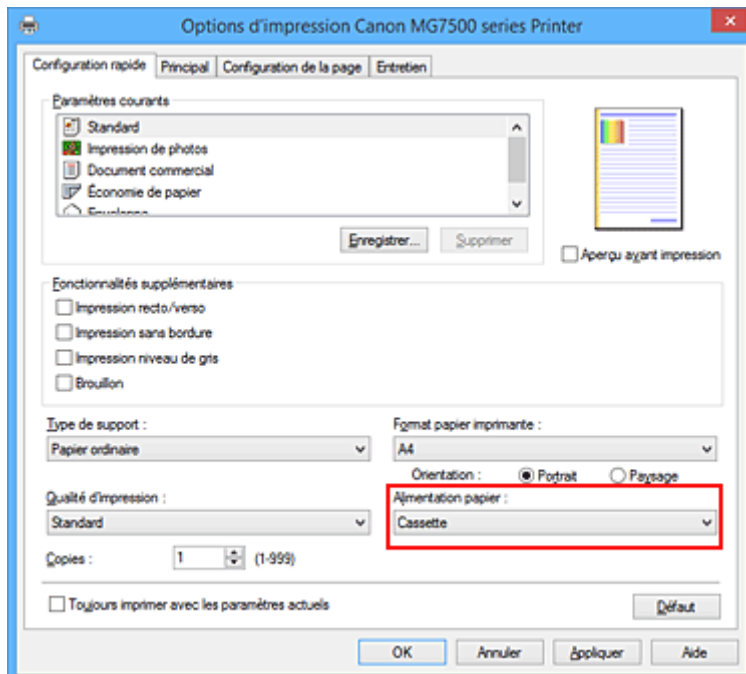 Options d'impression Canon MG7500 series Printer
Configuration rapide Principal Configuration de la page Entretien
Paramètres courants
Standard
Impression de photos
Document commercial
Économie de papier
Enregistrer... Supprimer
Aperçu avant impression
Fonctionnalités supplémentaires
Impression recto/verso
Impression sans bordure
Impression niveau de gris
Brouillon
Type de support :
Papier ordinaire
Format papier imprimante :
A4
Orientation : Portrait Paysage
Qualité d'impression :
Standard
Alimentation papier :
Cassette
Copies : 1 (1-999)
Toujours imprimer avec les paramètres actuels
Défaut
OK Annuler Appliquer Aide